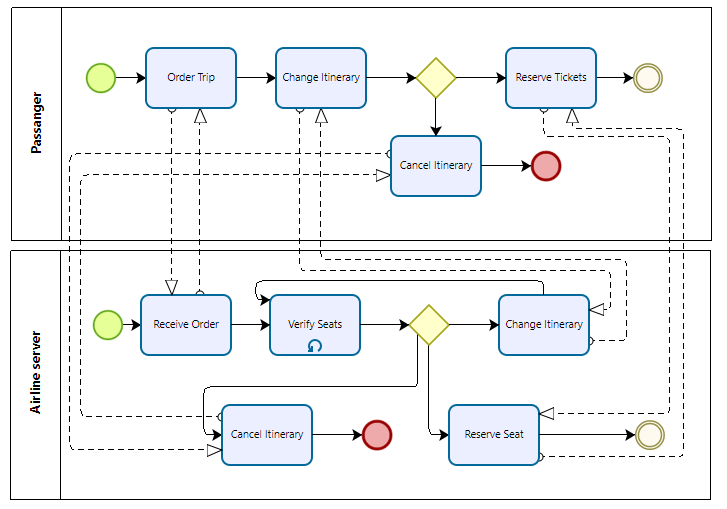 Passanger
Order Trip
Change Itinerary
Reserve Tickets
Cancel Itinerary
Airline server
Receive Order
Verify Seats
Change Itinerary
Cancel Itinerary
Reserve Seat